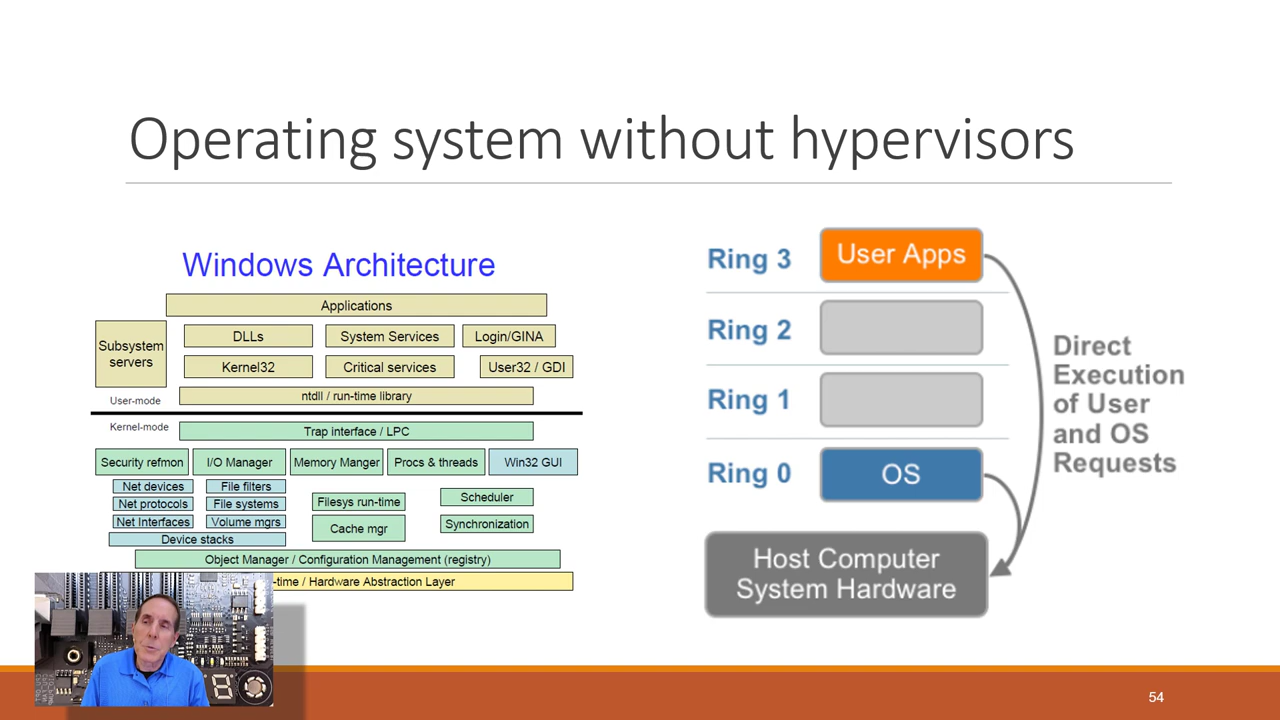 Operating system without hypervisors
Windows Architecture
Applications
Subsystem
servers
DLLs
System Services
Login/GINA
Kernel32
Critical services
User32 / GDI
User-mode
ntdll / run-time library
Kernel-mode
Trap interface / LPC
Security refmon
I/O Manager
Memory Manger
Procs & threads
Win32 GUI
Net devices
File filters
Net protocols
File systems
Net Interfaces
Volume mgrs
Device stacks
Filesys run-time
Cache mgr
Scheduler
Synchronization
Object Manager / Configuration Management (registry)
-time / Hardware Abstraction Layer
Ring 3
User Apps
Ring 2
Ring 1
Ring 0
OS
Direct
Execution
of User
and OS
Requests
Host Computer
System Hardware
54